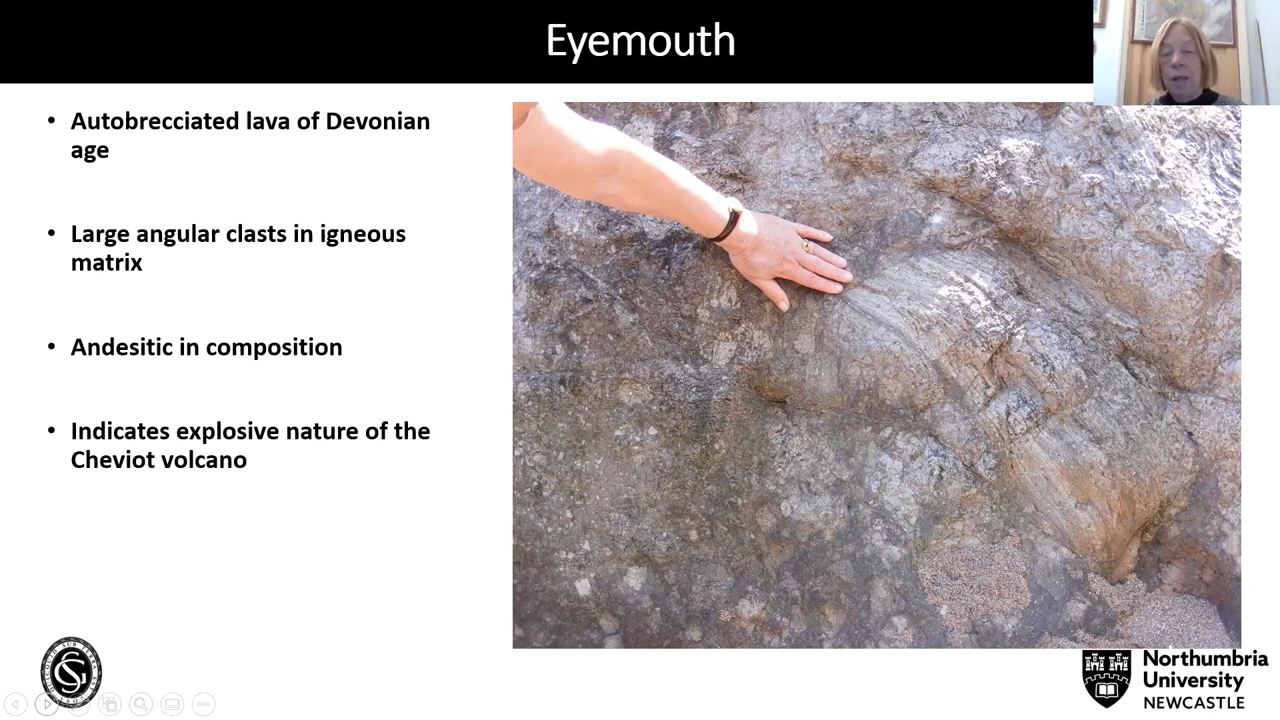 Eyemouth
• Autobrecciated lava of Devonian
age
• Large angular clasts in igneous
matrix
• Andesitic in composition
• Indicates explosive nature of the
Cheviot volcano
Northumbria
University
NEWCASTLE